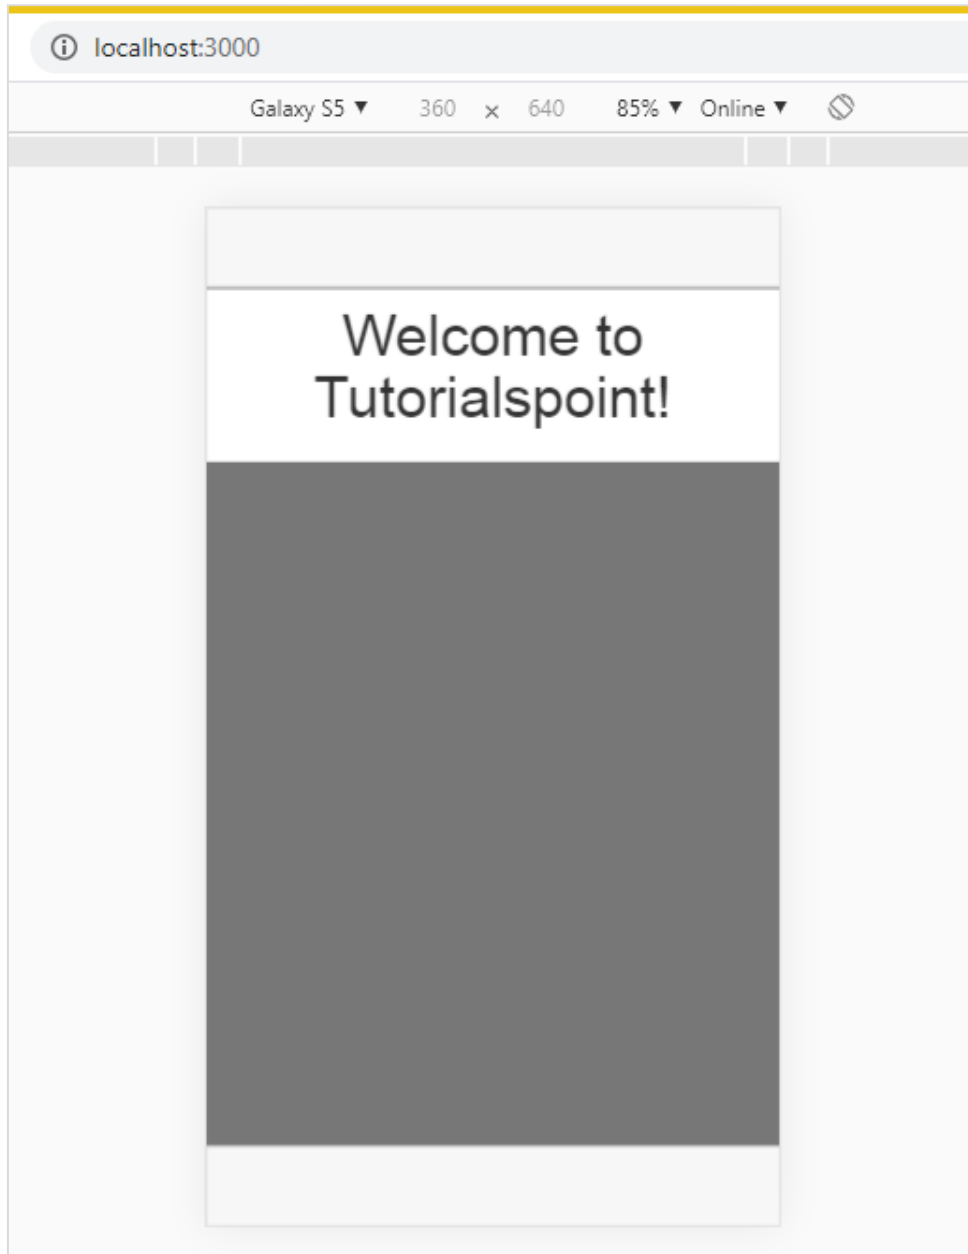 localhost:3000
Galaxy S5 ▼ 360 × 640 85% ▼ Online ▼
Welcome to
Tutorialspoint!